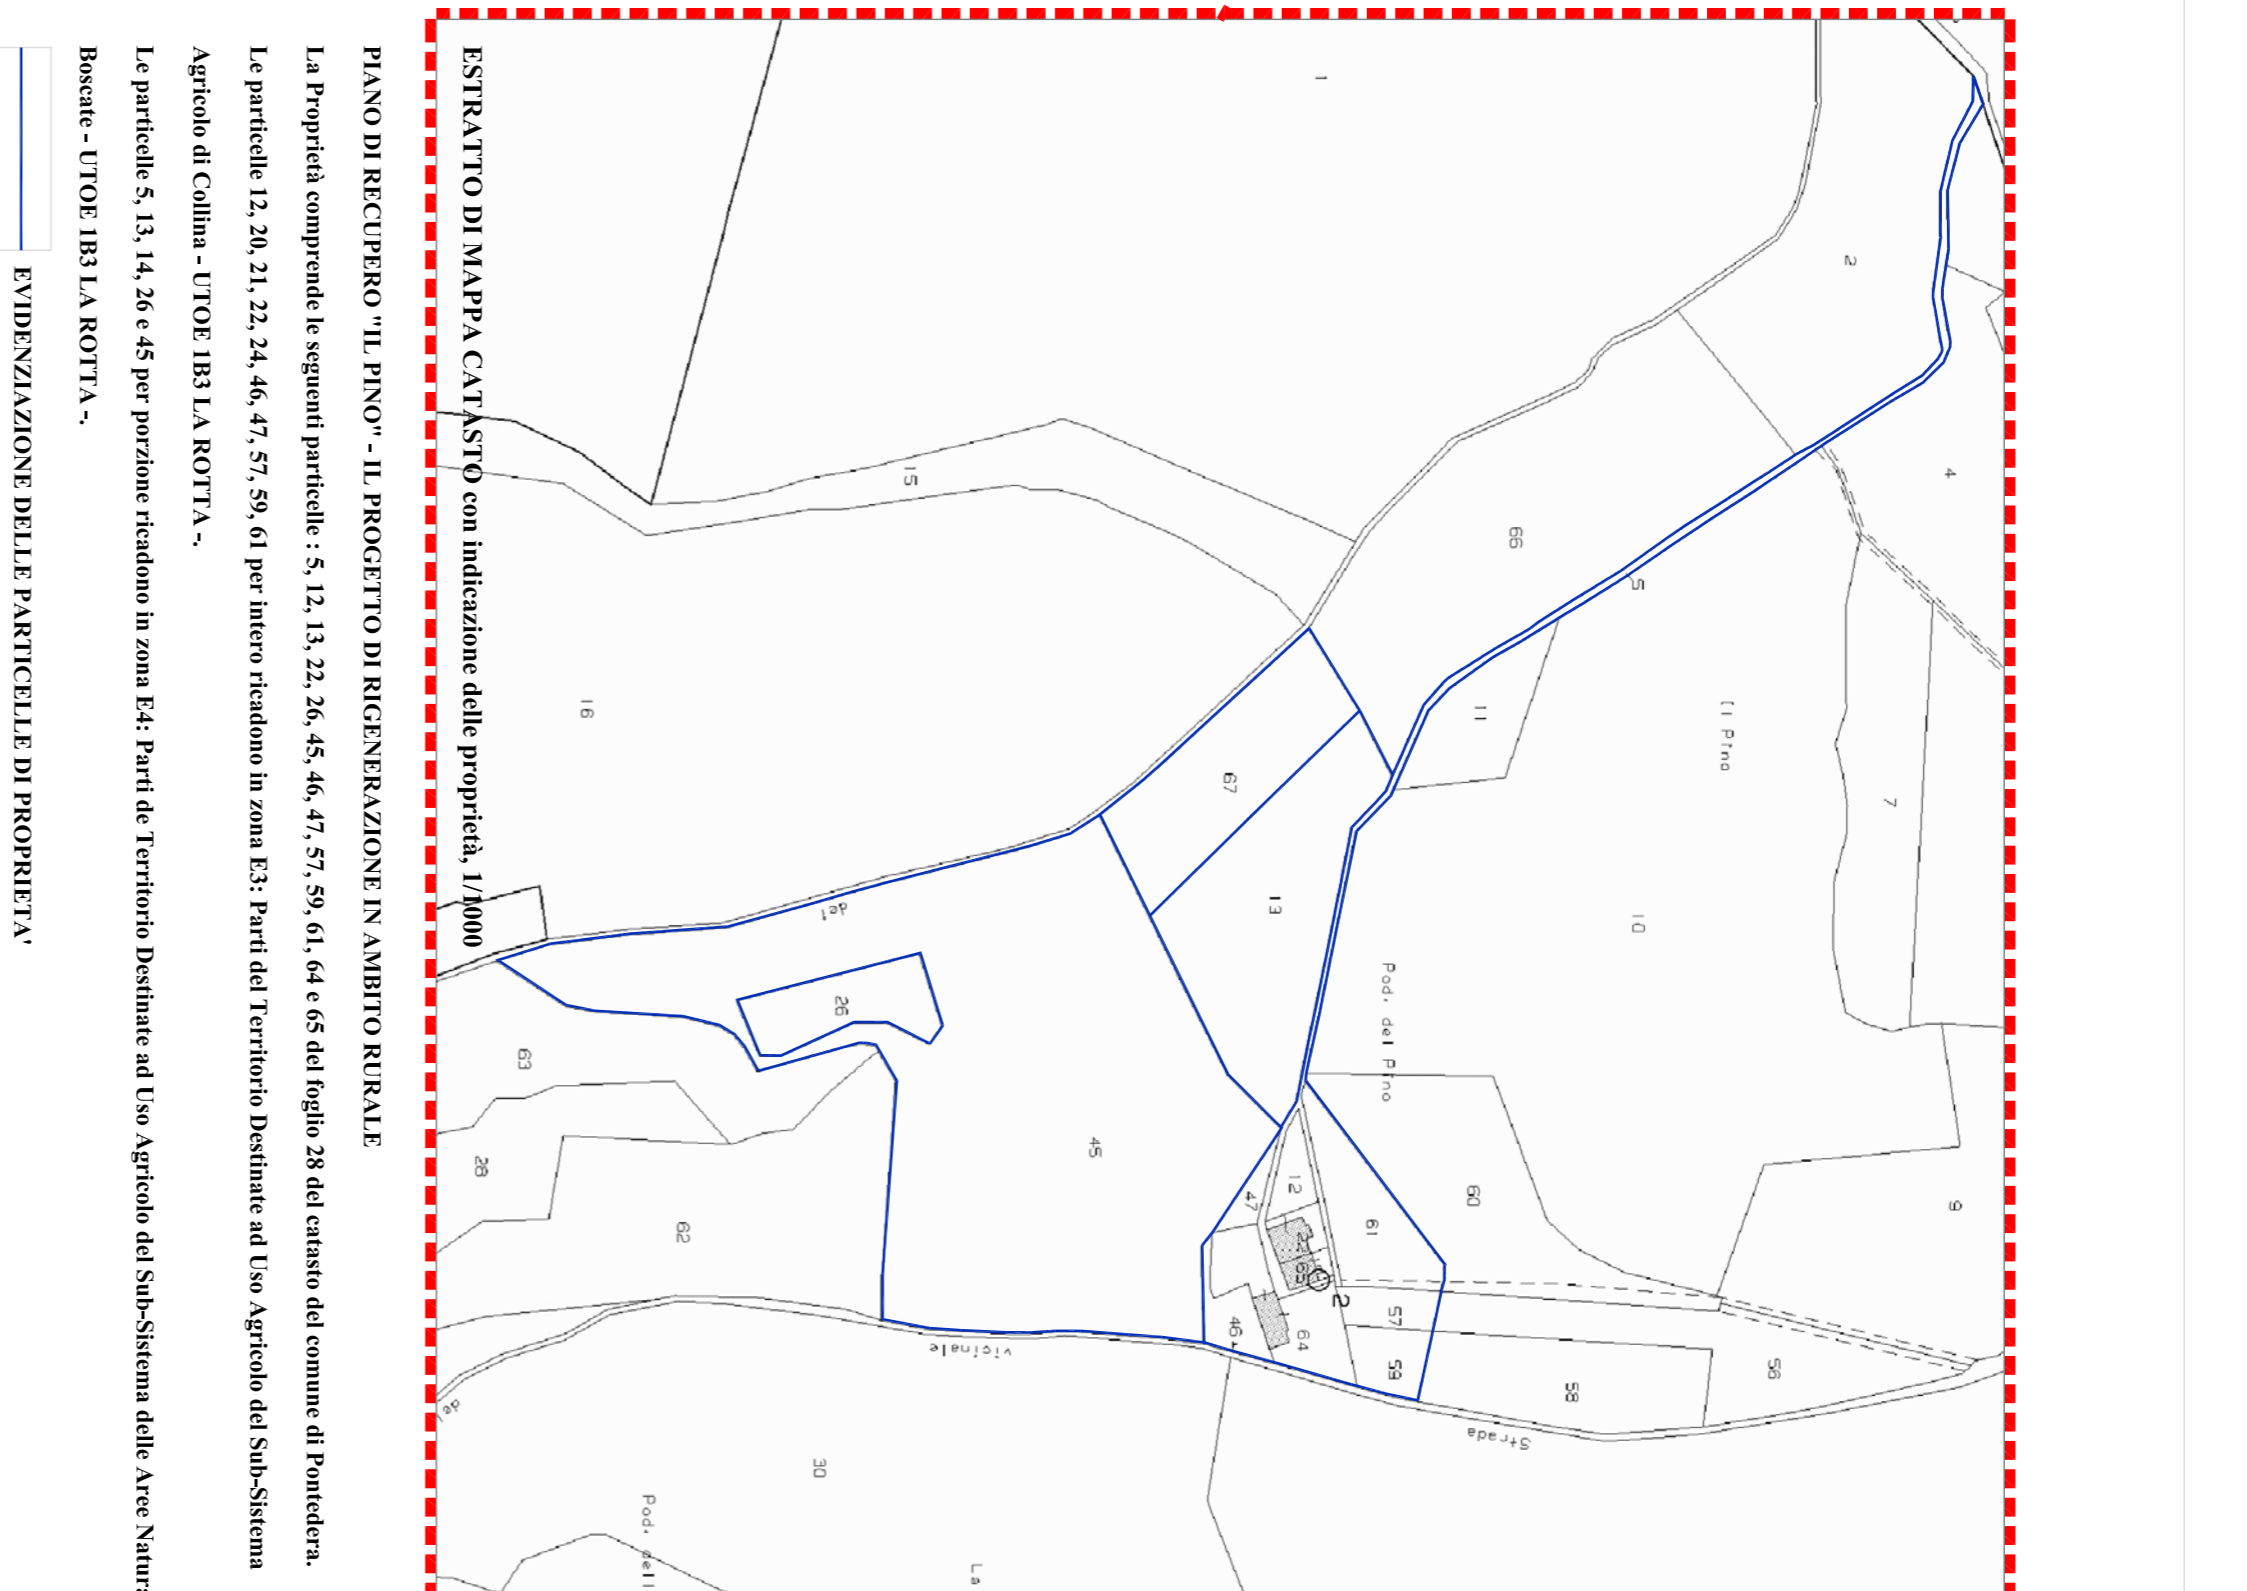 ESTRATTO DI MAPPA CATASTO con indicazione delle proprietà, 1/1000
PIANO DI RECUPERO "IL PINO" - IL PROGETTO DI RIGENERAZIONE IN AMBITO RURALE
La Proprietà comprende le seguenti particelle : 5, 12, 13, 22, 26, 45, 46, 47, 57, 59, 61, 64 e 65 del foglio 28 del catasto del comune di Pontedera.
Le particelle 12, 20, 21, 22, 24, 46, 47, 57, 59, 61 per intero ricadono in zona E3: Parti del Territorio Destinate ad Uso Agricolo del Sub-Sistema
Agricolo di Collina - UTOE 1B3 LA ROTTA -.
Le particelle 5, 13, 14, 26 e 45 per porzione ricadono in zona E4: Parti de Territorio Destinate ad Uso Agricolo del Sub-Sistema delle Aree
Boscate - UTOE 1B3 LA ROTTA -.
EVIDENZIAZIONE DELLE PARTICELLE DI PROPRIETA'
1
2
4
15
66
5
16
11
Il Pino
67
7
13
10
del
Pod. del Pino
26
63
45
28
12
47
60
9
61
62
22
65
2
57
46
64
vicinale
59
58
56
Strada
30
Pod.
La